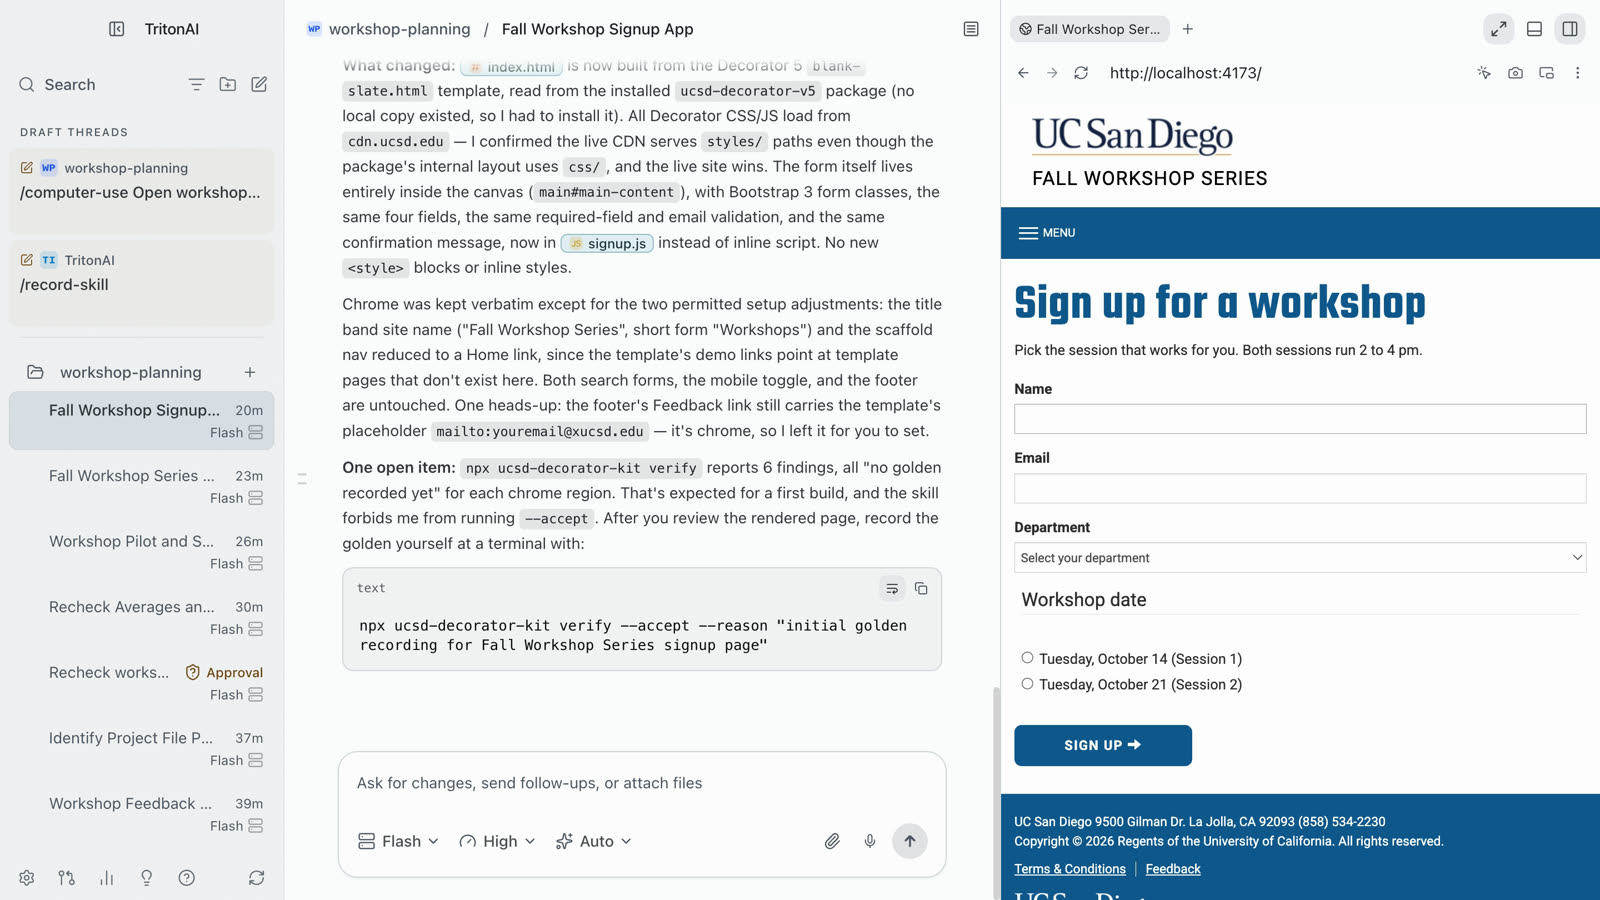 TritonAI
Search
DRAFT THREADS
WP workshop-planning
/computer-use Open workshop...
TI TritonAI
/record-skill
workshop-planning
Fall Workshop Signup... 20m
Flash
Fall Workshop Series ... 23m
Flash
Workshop Pilot and S... 26m
Flash
Recheck Averages an... 30m
Flash
Recheck works... Approval
Flash
Identify Project File P... 37m
Flash
Workshop Feedback ... 39m
Flash
WP workshop-planning / Fall Workshop Signup App
What changed: # index.html is now built from the Decorator 5 blank-
slate.html template, read from the installed ucsd-decorator-v5 package (no
local copy existed, so I had to install it). All Decorator CSS/JS load from
cdn.ucsd.edu — I confirmed the live CDN serves styles/ paths even though the
package's internal layout uses css/, and the live site wins. The form itself lives
entirely inside the canvas (main#main-content), with Bootstrap 3 form classes, the
same four fields, the same required-field and email validation, and the same
confirmation message, now in JS signup.js instead of inline script. No new
<style> blocks or inline styles.
Chrome was kept verbatim except for the two permitted setup adjustments: the title
band site name ("Fall Workshop Series", short form "Workshops") and the scaffold
nav reduced to a Home link, since the template's demo links point at template
pages that don't exist here. Both search forms, the mobile toggle, and the footer
are untouched. One heads-up: the footer's Feedback link still carries the template's
placeholder mailto:youremail@xucsd.edu — it's chrome, so I left it for you to set.
One open item: npx ucsd-decorator-kit verify reports 6 findings, all "no golden
recorded yet" for each chrome region. That's expected for a first build, and the skill
forbids me from running --accept. After you review the rendered page, record the
golden yourself at a terminal with:
text
npx ucsd-decorator-kit verify --accept --reason "initial golden
recording for Fall Workshop Series signup page"
Ask for changes, send follow-ups, or attach files
Flash High Auto
Fall Workshop Ser...
http://localhost:4173/
UC San Diego
FALL WORKSHOP SERIES
MENU
Sign up for a workshop
Pick the session that works for you. Both sessions run 2 to 4 pm.
Name
Email
Department
Select your department
Workshop date
Tuesday, October 14 (Session 1)
Tuesday, October 21 (Session 2)
SIGN UP
UC San Diego 9500 Gilman Dr. La Jolla, CA 92093 (858) 534-2230
Copyright © 2026 Regents of the University of California. All rights reserved.
Terms & Conditions | Feedback
UC San Diego